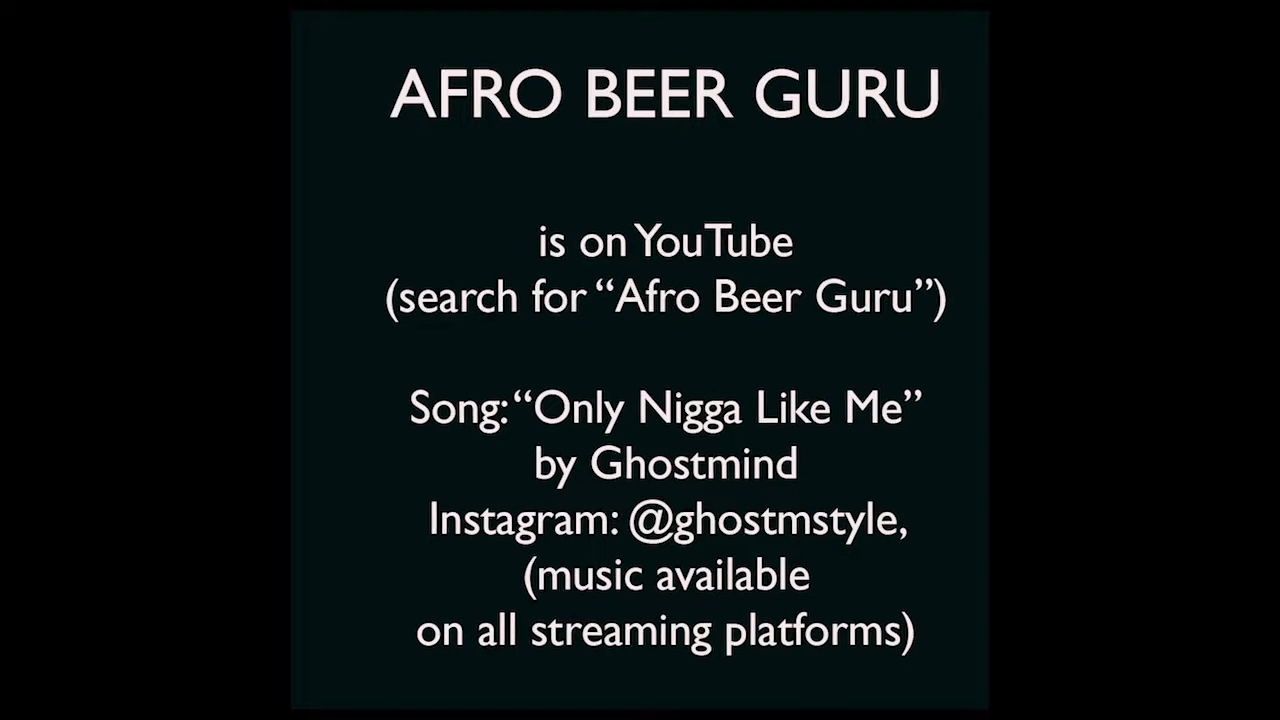 AFRO BEER GURU
is on YouTube
(search for “Afro Beer Guru”)
Song: “Only Nigga Like Me”
by Ghostmind
Instagram: @ghostmstyle,
(music available
on all streaming platforms)